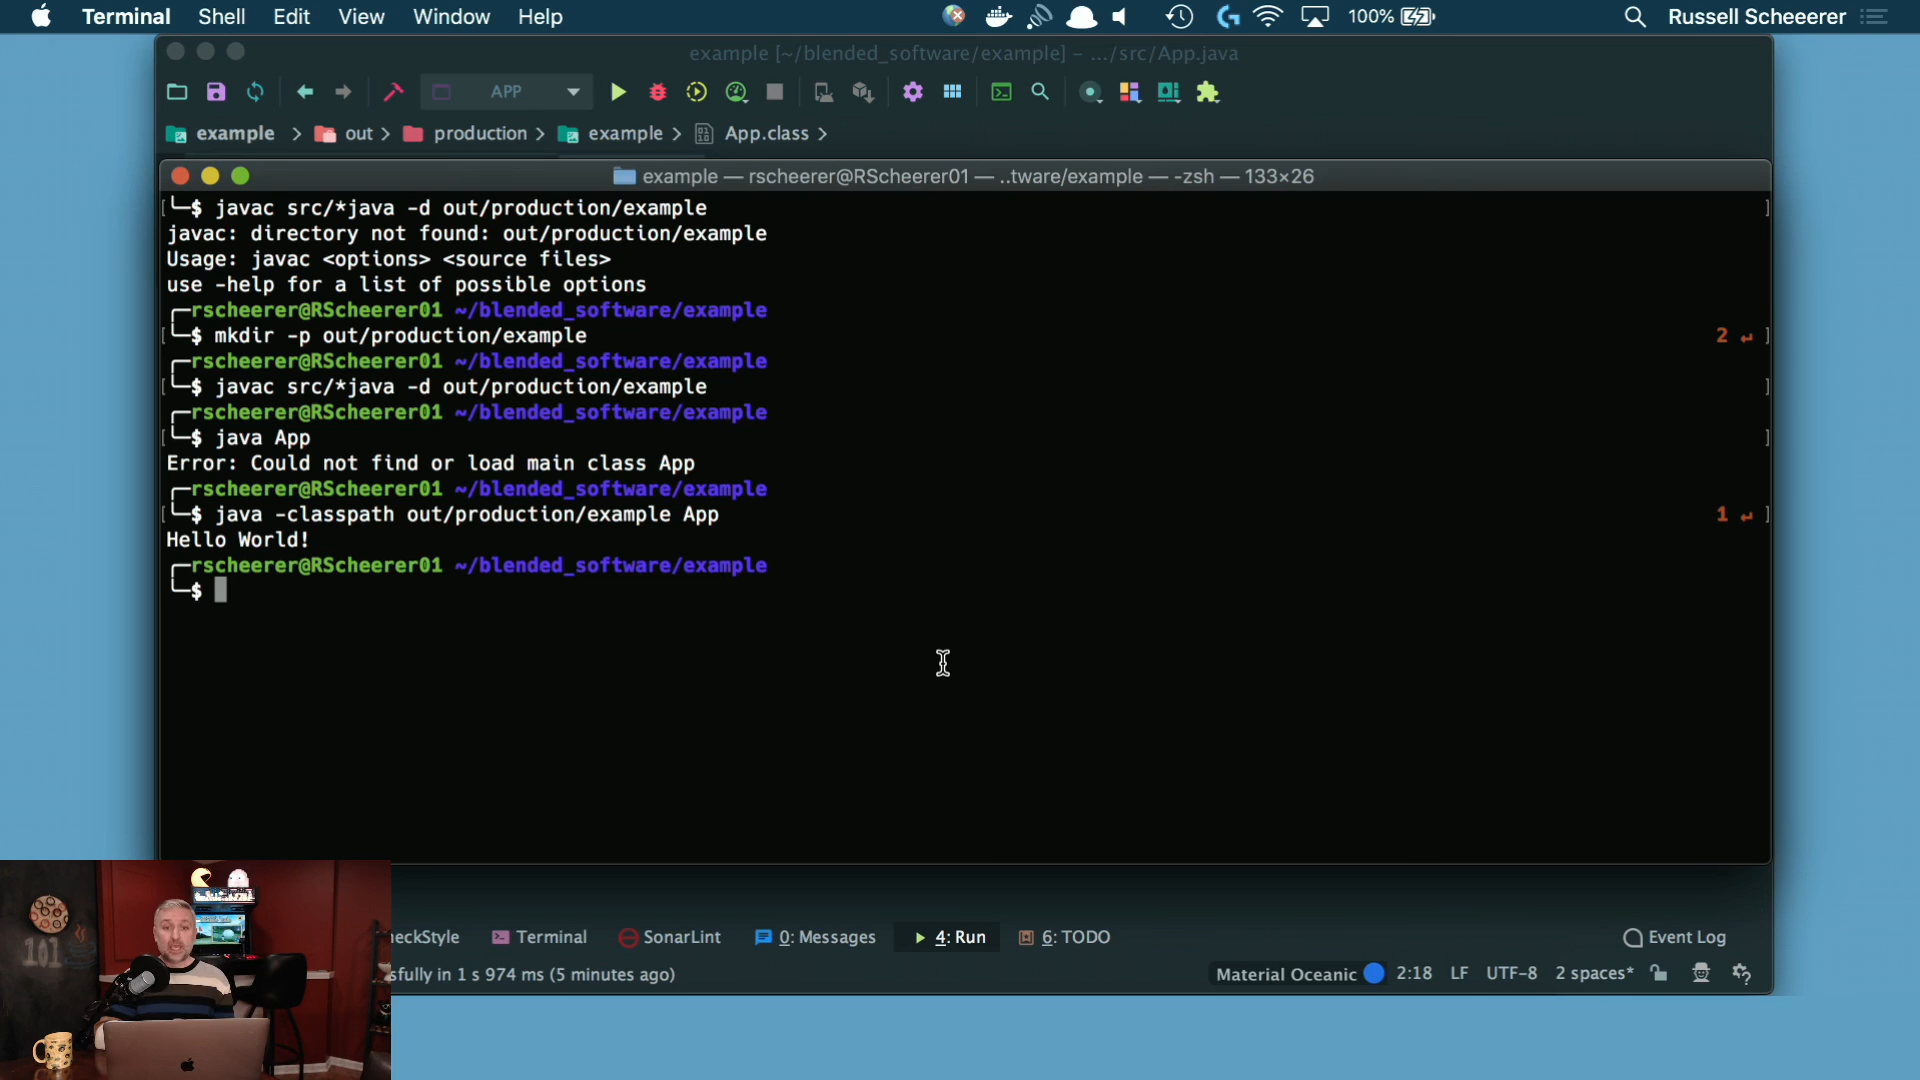 Terminal Shell Edit View Window Help 100% Russell Scheeerer
example [~/blended_software/example] – .../src/App.java
APP
example > out > production > example > App.class >
example — rscheerer@RScheerer01 — ..tware/example — -zsh — 133×26
[└─$ javac src/*java -d out/production/example ]
javac: directory not found: out/production/example
Usage: javac <options> <source files>
use -help for a list of possible options
┌─rscheerer@RScheerer01 ~/blended_software/example
[└─$ mkdir -p out/production/example 2 ↵ ]
┌─rscheerer@RScheerer01 ~/blended_software/example
[└─$ javac src/*java -d out/production/example ]
┌─rscheerer@RScheerer01 ~/blended_software/example
[└─$ java App ]
Error: Could not find or load main class App
┌─rscheerer@RScheerer01 ~/blended_software/example
[└─$ java -classpath out/production/example App 1 ↵ ]
Hello World!
┌─rscheerer@RScheerer01 ~/blended_software/example
└─$
eckStyle Terminal SonarLint 0: Messages 4: Run 6: TODO Event Log
sfully in 1 s 974 ms (5 minutes ago) Material Oceanic 2:18 LF UTF-8 2 spaces*
101